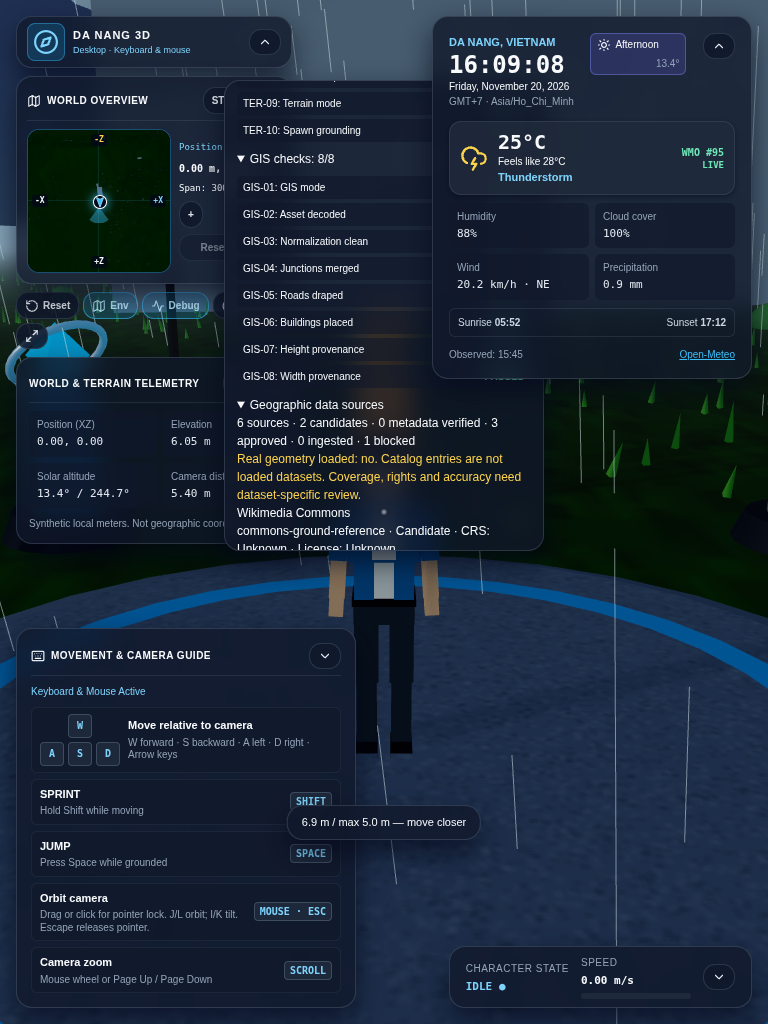 DA NANG 3D
Desktop · Keyboard & mouse
WORLD OVERVIEW
-Z
-X
+X
+Z
Position
0.00 m,
+
Reset
Env
Debug
WORLD & TERRAIN TELEMETRY
Position (XZ)
0.00, 0.00
Elevation
6.05 m
Solar altitude
13.4° / 244.7°
5.40 m
Synthetic local meters. Not geographic
TER-09: Terrain mode
TER-10: Spawn grounding
▼ GIS checks: 8/8
GIS-01: GIS mode
GIS-02: Asset decoded
GIS-03: Normalization clean
GIS-04: Junctions merged
GIS-05: Roads draped
GIS-06: Buildings placed
GIS-07: Height provenance
GIS-08: Width provenance
▼ Geographic data sources
6 sources · 2 candidates · 0 metadata verified · 3
approved · 0 ingested · 1 blocked
Real geometry loaded: no. Catalog entries are not
loaded datasets. Coverage, rights and accuracy need
dataset-specific review.
Wikimedia Commons
commons-ground-reference · Candidate · CRS:
Unknown · License: Unknown
DA NANG, VIETNAM
16:09:08
Friday, November 20, 2026
GMT+7 · Asia/Ho_Chi_Minh
Afternoon
13.4°
25°C
Feels like 28°C
Thunderstorm
WMO #95
LIVE
Humidity
88%
Cloud cover
100%
Wind
20.2 km/h · NE
Precipitation
0.9 mm
Sunrise 05:52
Sunset 17:12
Observed: 15:45
Open-Meteo
MOVEMENT & CAMERA GUIDE
Keyboard & Mouse Active
W
A S D
Move relative to camera
W forward · S backward · A left · D right ·
Arrow keys
SPRINT
Hold Shift while moving
SHIFT
JUMP
Press Space while grounded
SPACE
Orbit camera
Drag or click for pointer lock. J/L orbit; I/K tilt.
Escape releases pointer.
MOUSE · ESC
Camera zoom
Mouse wheel or Page Up / Page Down
SCROLL
6.9 m / max 5.0 m — move closer
CHARACTER STATE
IDLE
SPEED
0.00 m/s